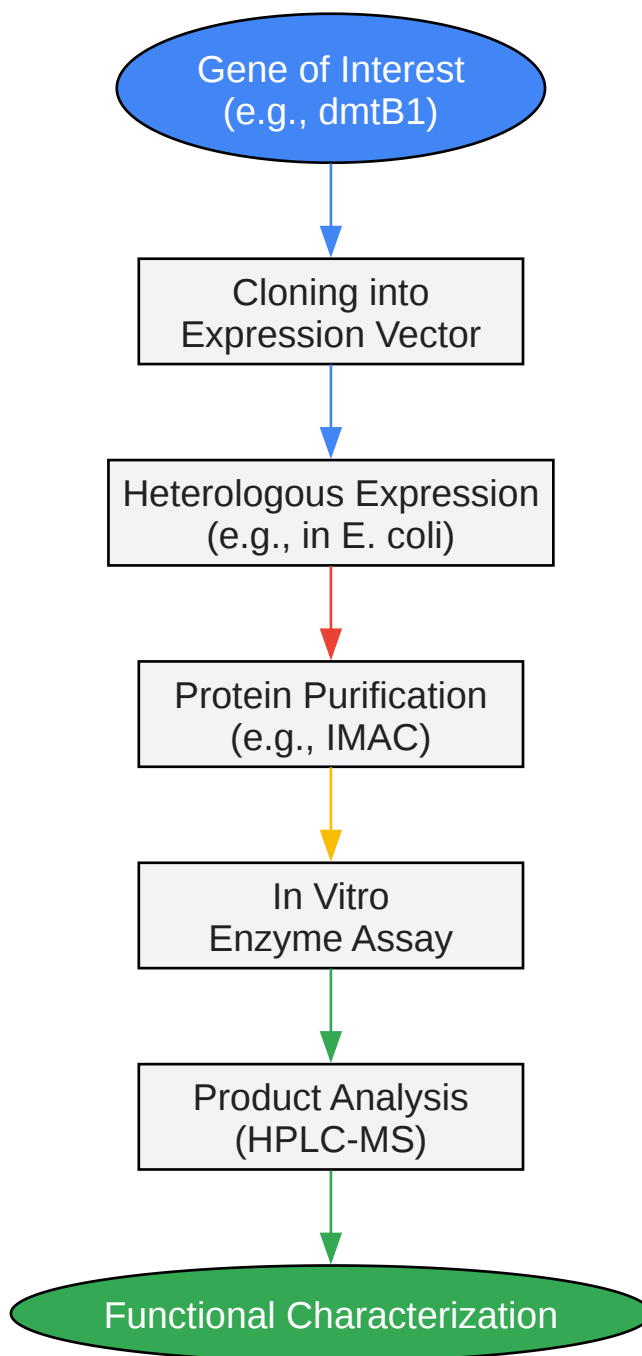 Gene of Interest
(e.g., dmtB1)
Cloning into
Expression Vector
Heterologous Expression
(e.g., in E. coli)
Protein Purification
(e.g., IMAC)
In Vitro
Enzyme Assay
Product Analysis
(HPLC-MS)
Functional Characterization